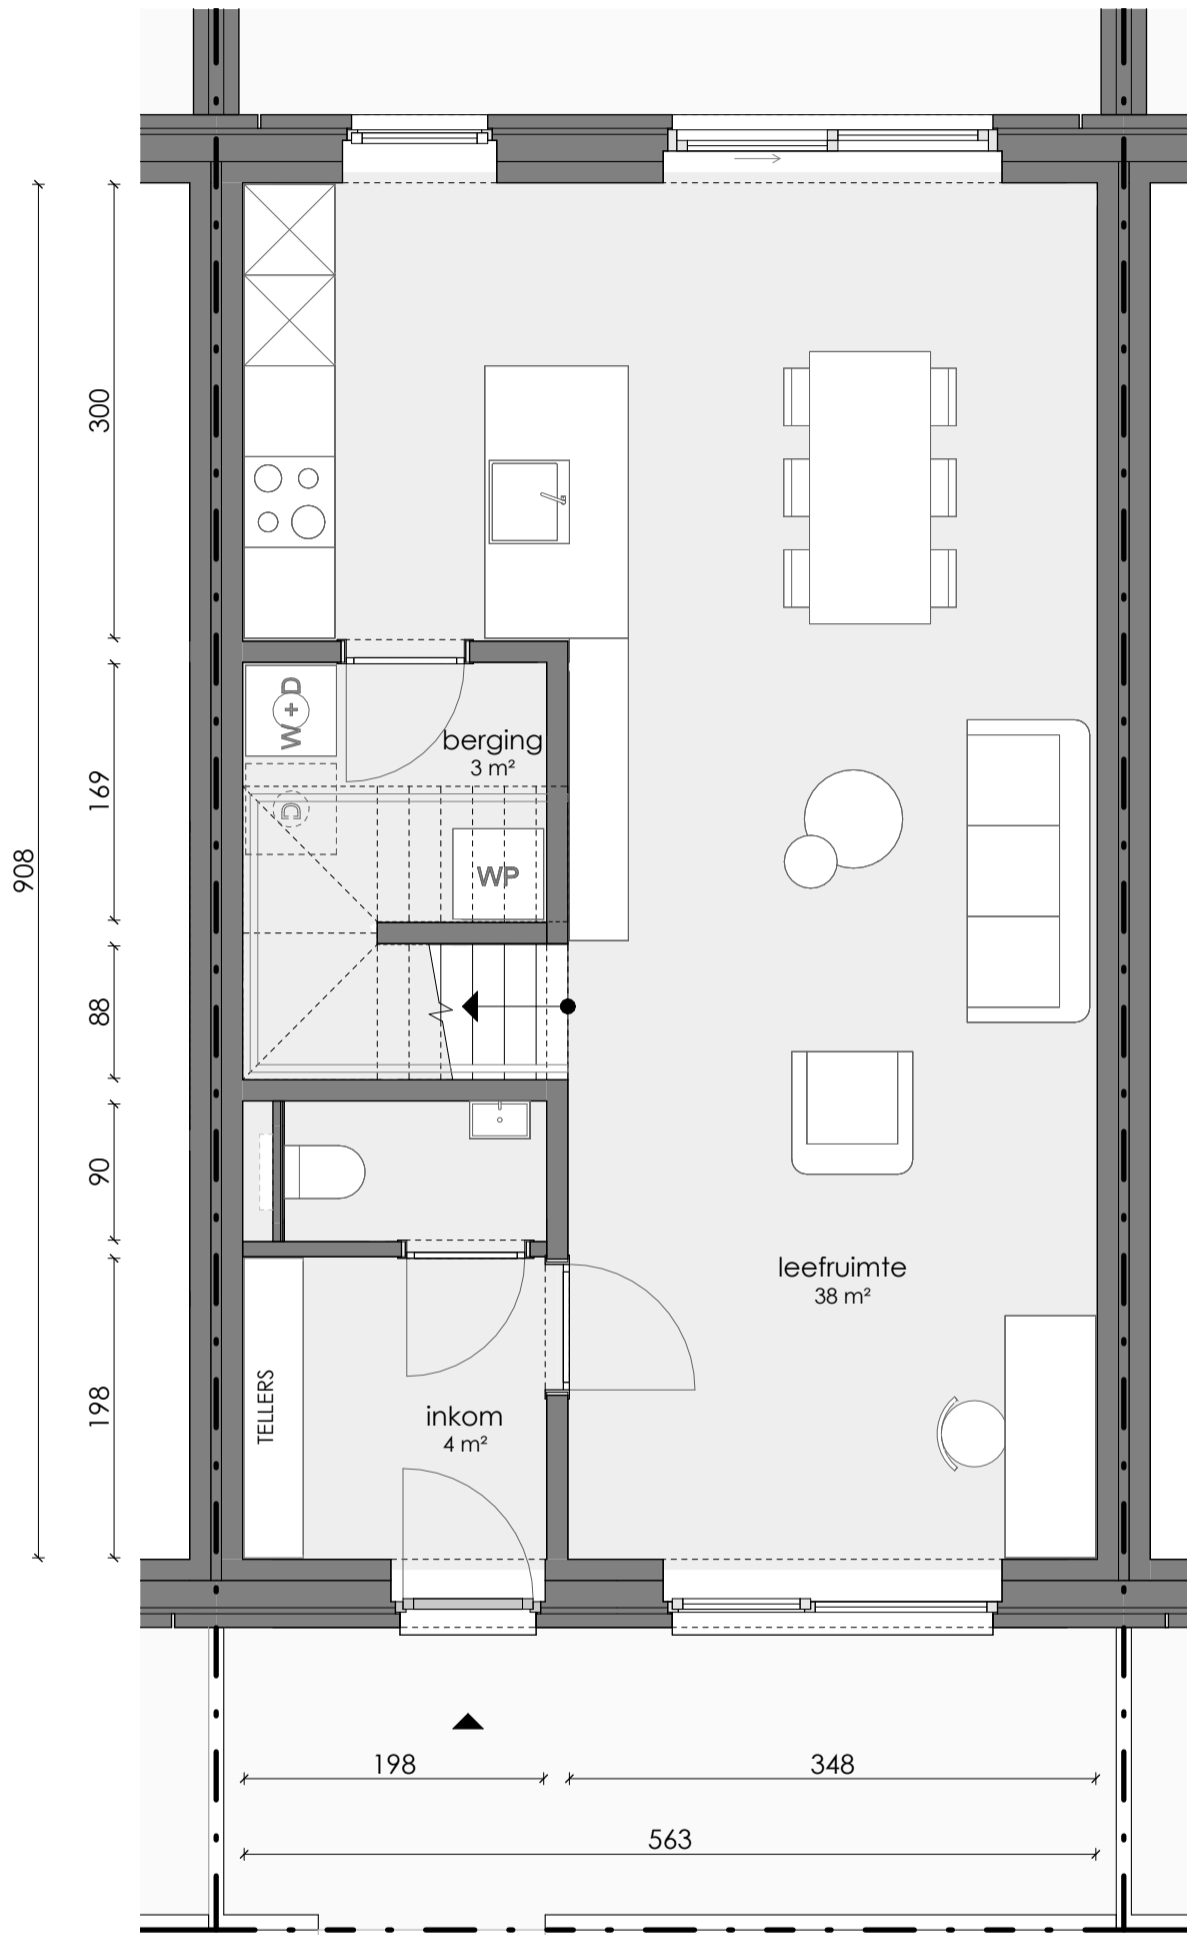 300
W+D
berging
3 m²
169
D
908
WP
88
90
leefruimte
38 m²
TELLERS
198
inkom
4 m²
198
348
563